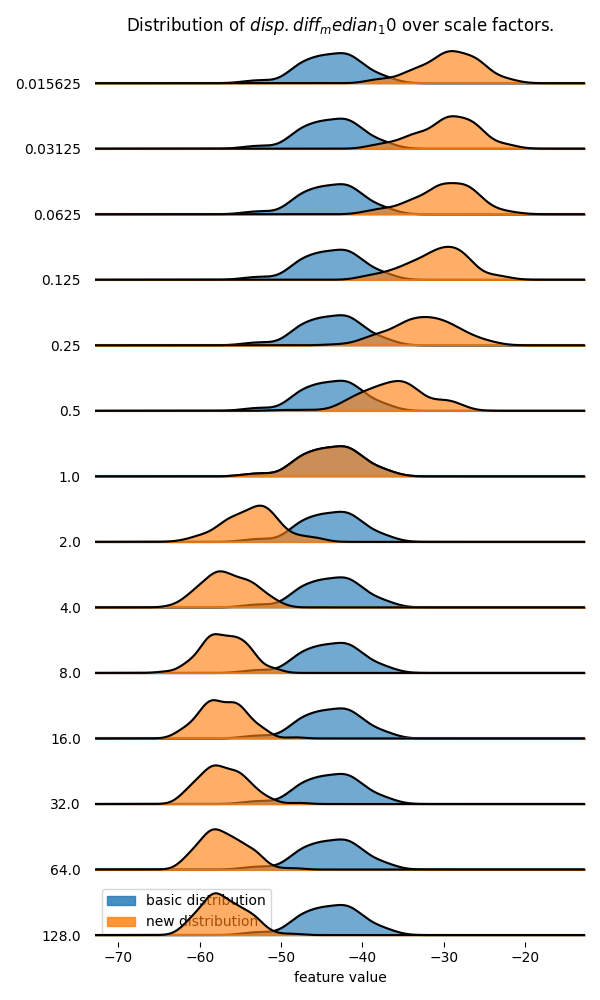 Distribution of disp. diff_median_10 over scale factors.
0.015625
0.03125
0.0625
0.125
0.25
0.5
1.0
2.0
4.0
8.0
16.0
32.0
64.0
basic distribution
new distribution
128.0
−70 −60 −50 −40 −30 −20
feature value